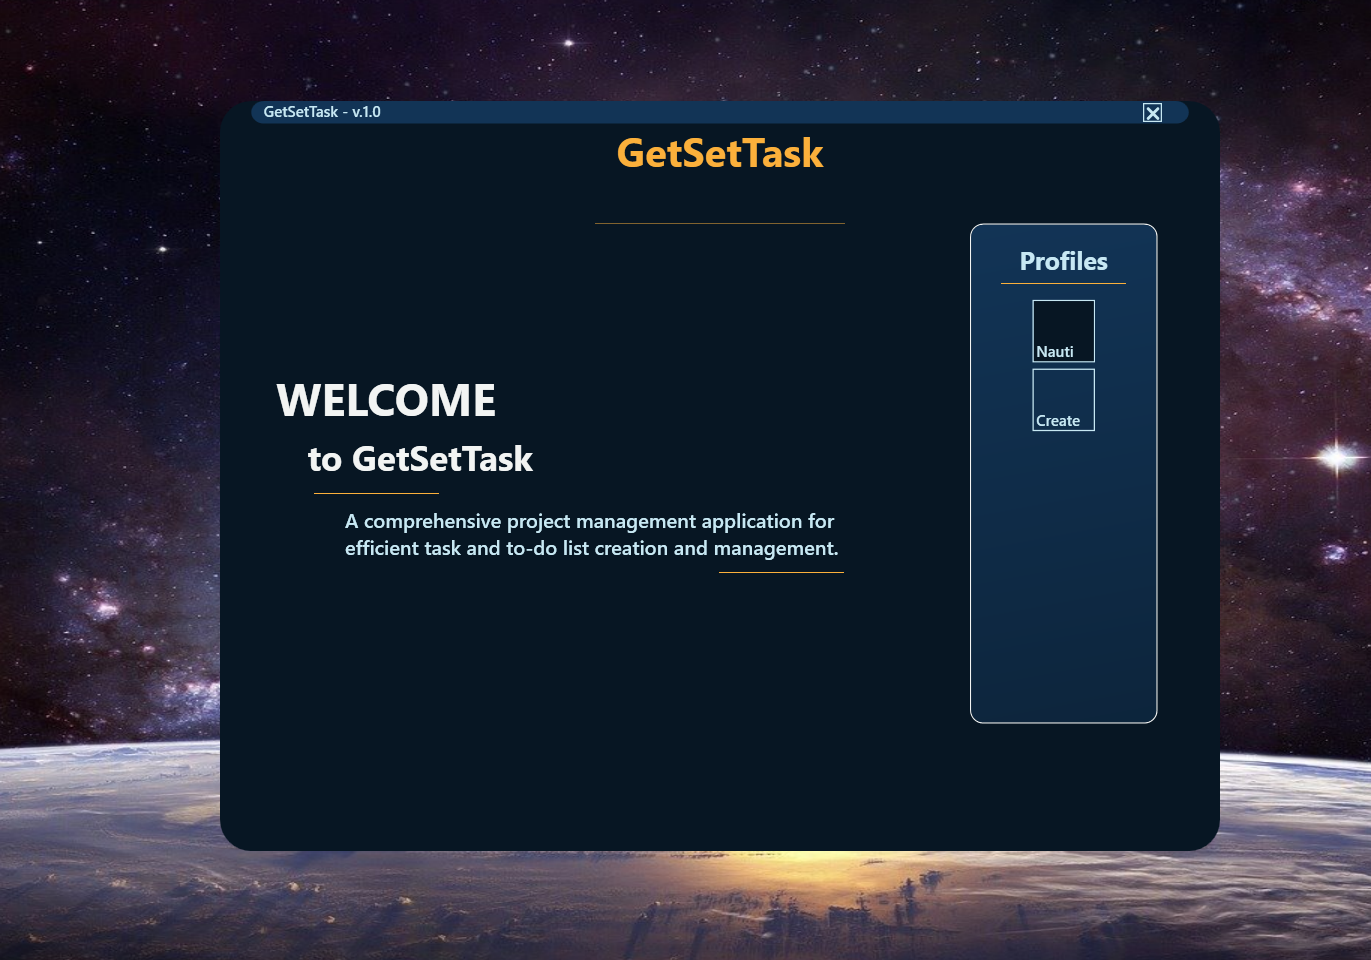 GetSetTask - v.1.0
GetSetTask
Profiles
Nauti
Create
WELCOME
to GetSetTask
A comprehensive project management application for
efficient task and to-do list creation and management.